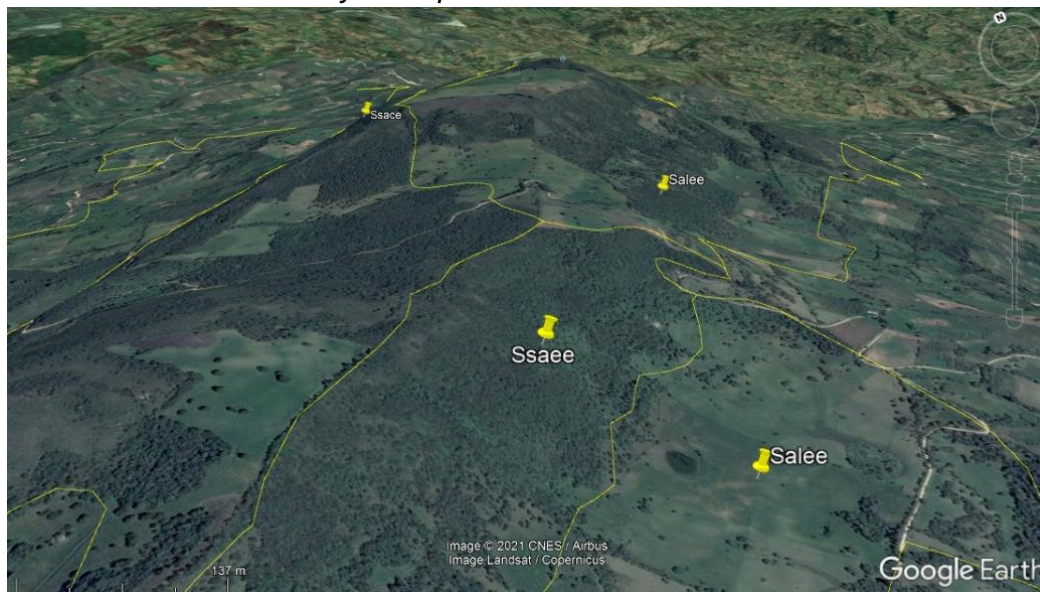 N
Ssace
Salee
Ssaee
Salee
Image © 2021 CNES / Airbus
Image Landsat / Copernicus
137 m
Google Earth